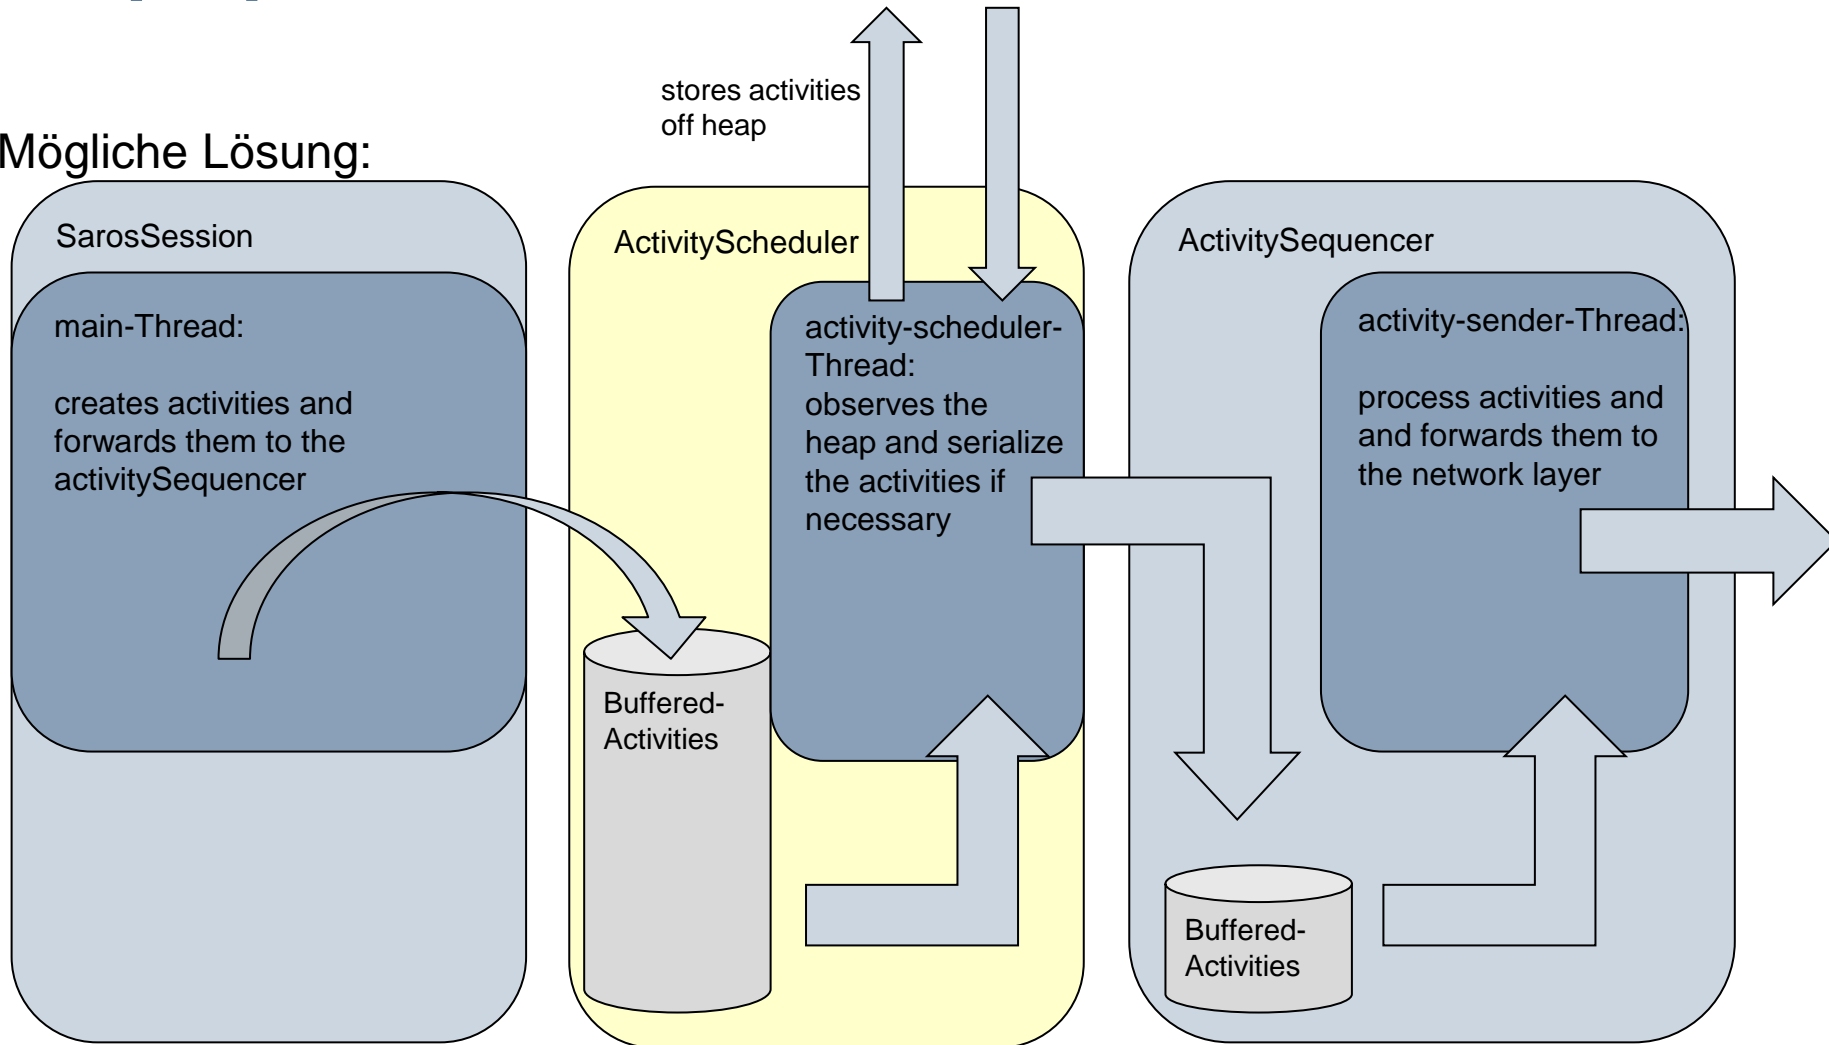 stores activities
off heap
Mögliche Lösung:
SarosSession
main-Thread:
creates activities and
forwards them to the
activitySequencer
ActivityScheduler
activity-scheduler-
Thread:
observes the
heap and serialize
the activities if
necessary
Buffered-
Activities
ActivitySequencer
activity-sender-Thread:
process activities and
and forwards them to
the network layer
Buffered-
Activities